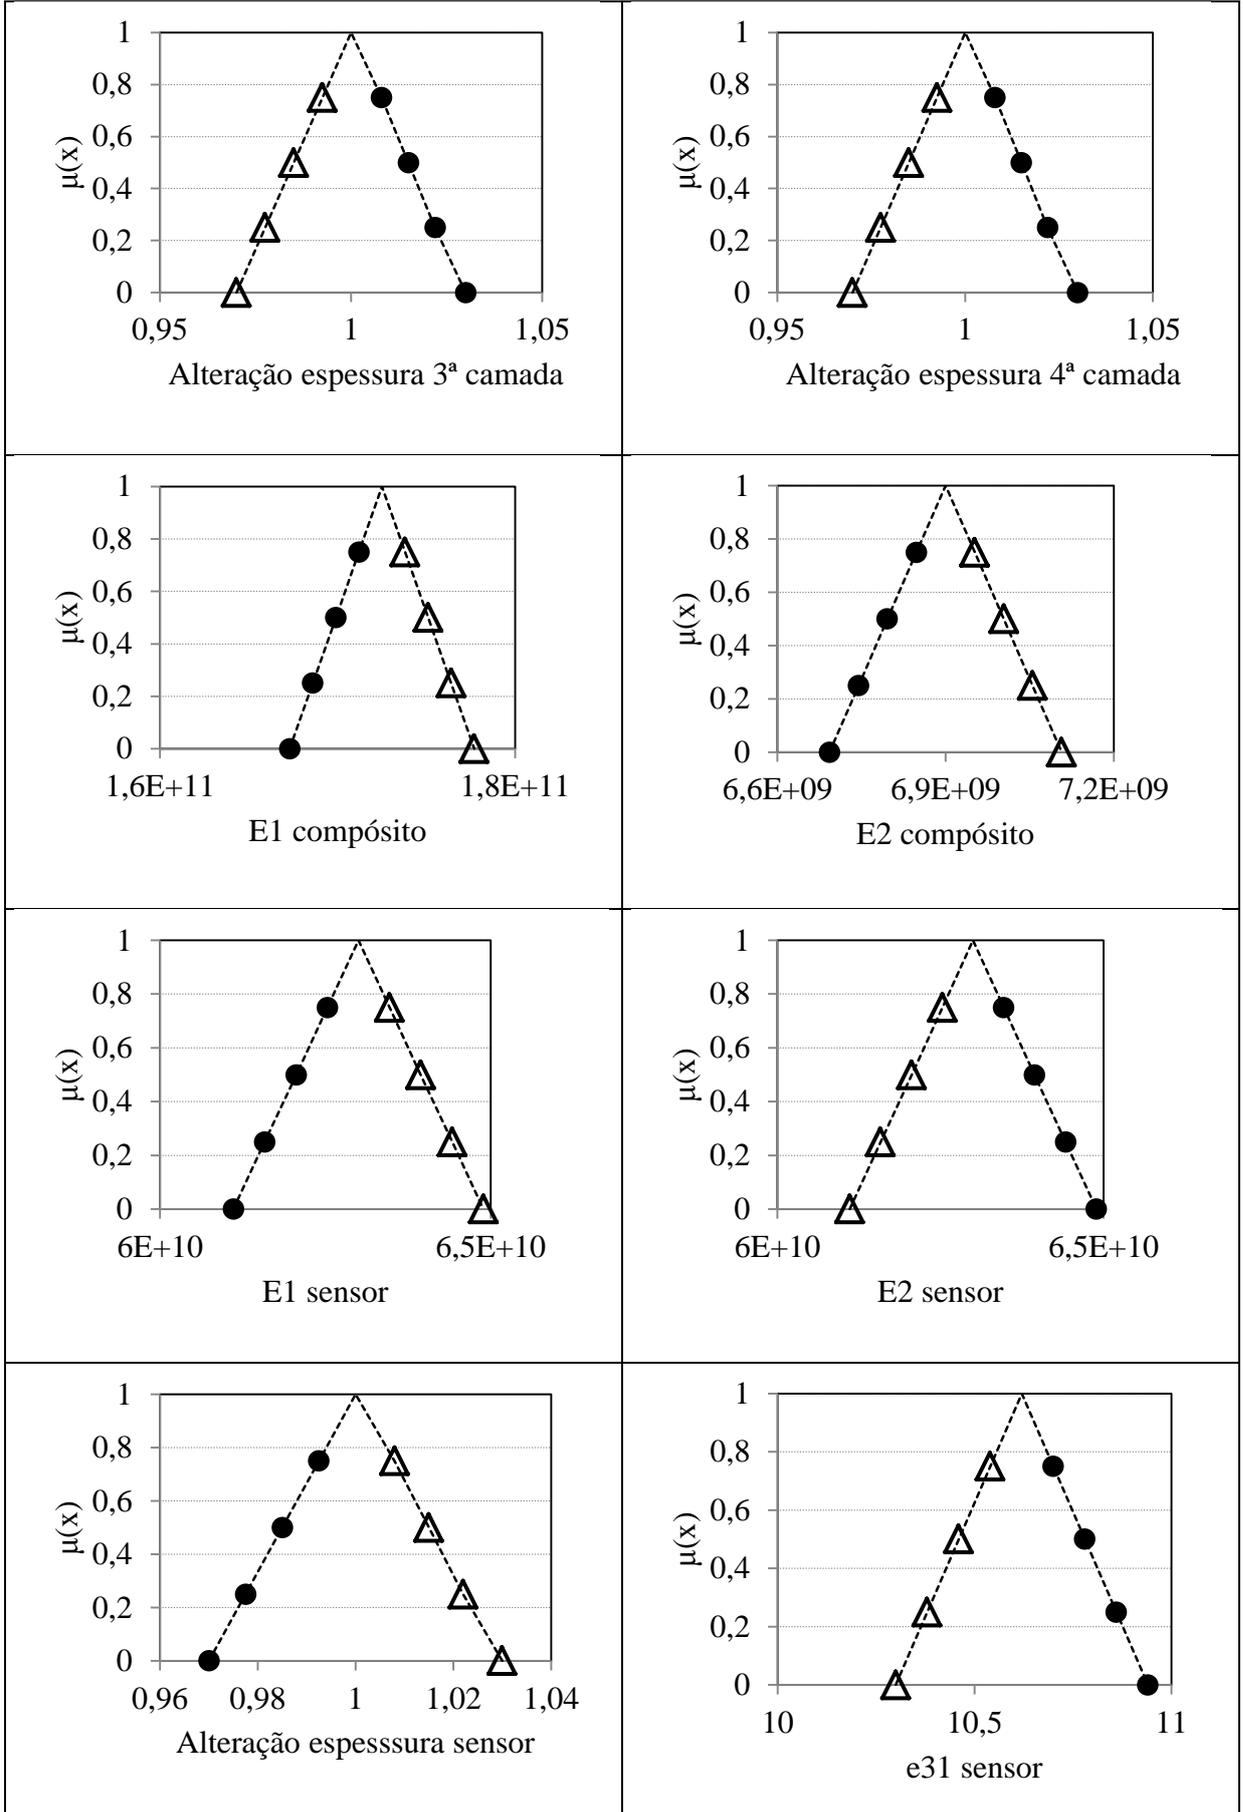 1
0,8
0,6
0,4
0,2
0
μ(x)
0,95 1 1,05
Alteração espessura 3ª camada
1
0,8
0,6
0,4
0,2
0
μ(x)
0,95 1 1,05
Alteração espessura 4ª camada
1
0,8
0,6
0,4
0,2
0
μ(x)
1,6E+11 1,8E+11
E1 compósito
1
0,8
0,6
0,4
0,2
0
μ(x)
6,6E+09 6,9E+09 7,2E+09
E2 compósito
1
0,8
0,6
0,4
0,2
0
μ(x)
6E+10 6,5E+10
E1 sensor
1
0,8
0,6
0,4
0,2
0
μ(x)
6E+10 6,5E+10
E2 sensor
1
0,8
0,6
0,4
0,2
0
μ(x)
0,96 0,98 1 1,02 1,04
Alteração espesssura sensor
1
0,8
0,6
0,4
0,2
0
μ(x)
10 10,5 11
e31 sensor